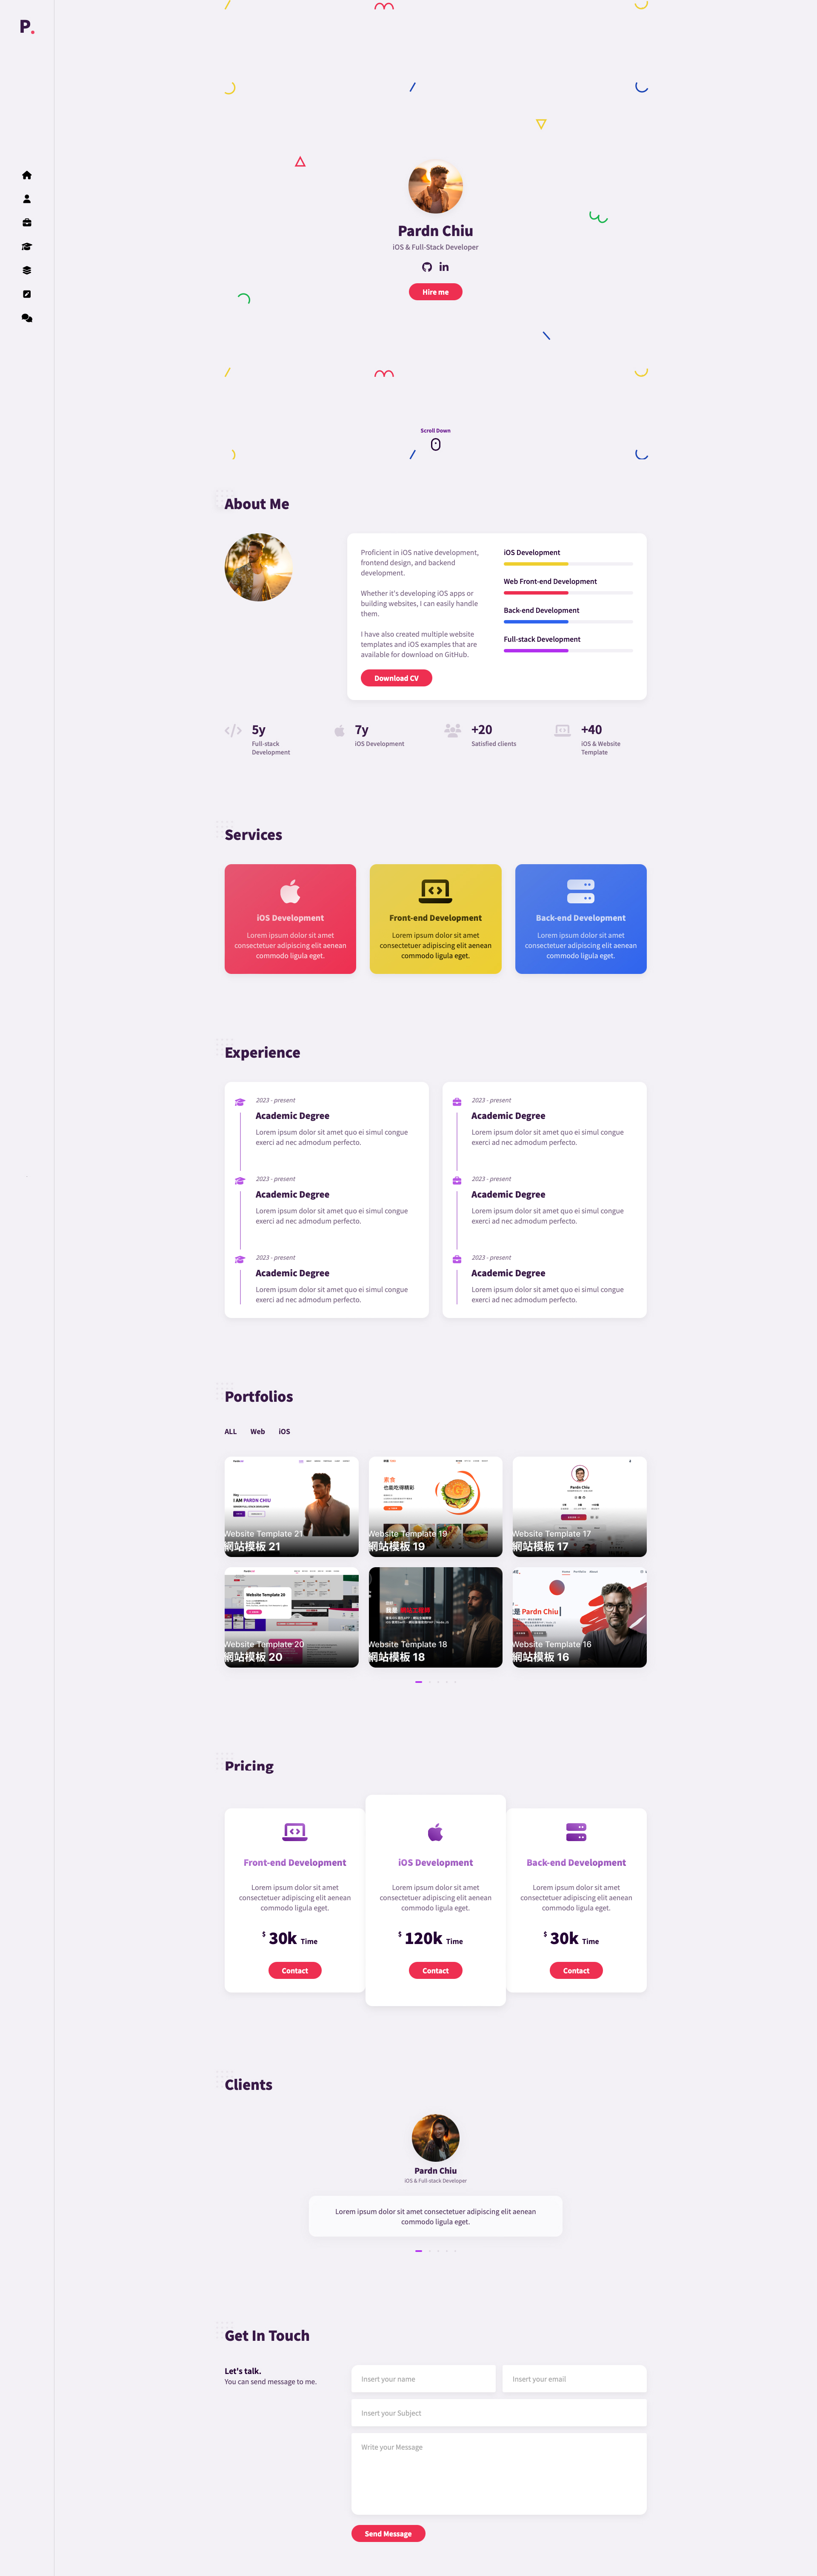 P.
Pardn Chiu
iOS & Full-Stack Developer
Hire me
Scroll Down
About Me
Proficient in iOS native development,
frontend design, and backend
development.
Whether it's developing iOS apps or
building websites, I can easily handle
them.
I have also created multiple website
templates and iOS examples that are
available for download on GitHub.
Download CV
iOS Development
Web Front-end Development
Back-end Development
Full-stack Development
5y
Full-stack
Development
7y
iOS Development
+20
Satisfied clients
+40
iOS & Website
Template
Services
iOS Development
Lorem ipsum dolor sit amet
consectetuer adipiscing elit aenean
commodo ligula eget.
Front-end Development
Lorem ipsum dolor sit amet
consectetuer adipiscing elit aenean
commodo ligula eget.
Back-end Development
Lorem ipsum dolor sit amet
consectetuer adipiscing elit aenean
commodo ligula eget.
Experience
2023 - present
Academic Degree
Lorem ipsum dolor sit amet quo ei simul congue
exerci ad nec admodum perfecto.
2023 - present
Academic Degree
Lorem ipsum dolor sit amet quo ei simul congue
exerci ad nec admodum perfecto.
2023 - present
Academic Degree
Lorem ipsum dolor sit amet quo ei simul congue
exerci ad nec admodum perfecto.
2023 - present
Academic Degree
Lorem ipsum dolor sit amet quo ei simul congue
exerci ad nec admodum perfecto.
2023 - present
Academic Degree
Lorem ipsum dolor sit amet quo ei simul congue
exerci ad nec admodum perfecto.
2023 - present
Academic Degree
Lorem ipsum dolor sit amet quo ei simul congue
exerci ad nec admodum perfecto.
Portfolios
ALL Web iOS
I AM PARDN CHIU
Website Template 21
網站模板 21
素食
也能吃得精彩
Website Template 19
網站模板 19
Pardn Chiu
Website Template 17
網站模板 17
Website Template 20
Website Template 20
網站模板 20
Website Template 18
網站模板 18
是 Pardn Chiu
Website Template 16
網站模板 16
Pricing
Front-end Development
Lorem ipsum dolor sit amet
consectetuer adipiscing elit aenean
commodo ligula eget.
$ 30k Time
Contact
iOS Development
Lorem ipsum dolor sit amet
consectetuer adipiscing elit aenean
commodo ligula eget.
$ 120k Time
Contact
Back-end Development
Lorem ipsum dolor sit amet
consectetuer adipiscing elit aenean
commodo ligula eget.
$ 30k Time
Contact
Clients
Pardn Chiu
iOS & Full-stack Developer
Lorem ipsum dolor sit amet consectetuer adipiscing elit aenean
commodo ligula eget.
Get In Touch
Let's talk.
You can send message to me.
Insert your name
Insert your email
Insert your Subject
Write your Message
Send Message